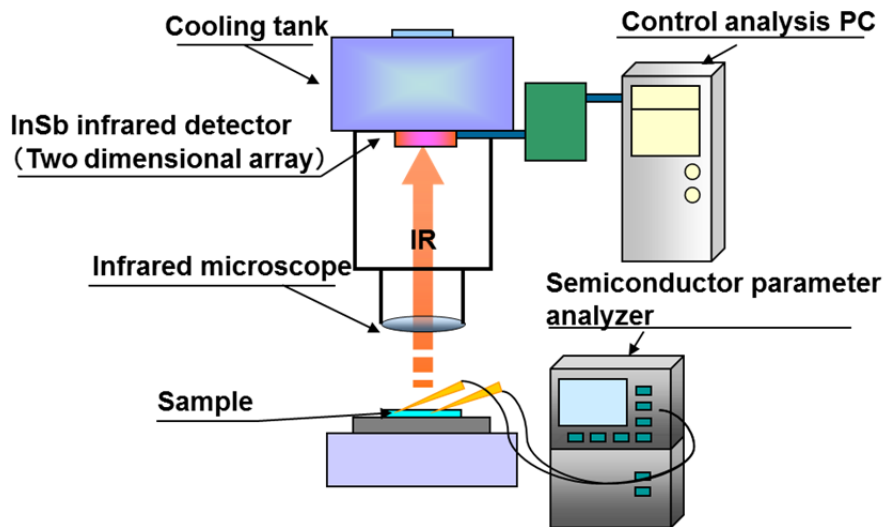 Cooling tank
Control analysis PC
InSb infrared detector
（Two dimensional array）
IR
Infrared microscope
Semiconductor parameter
analyzer
Sample